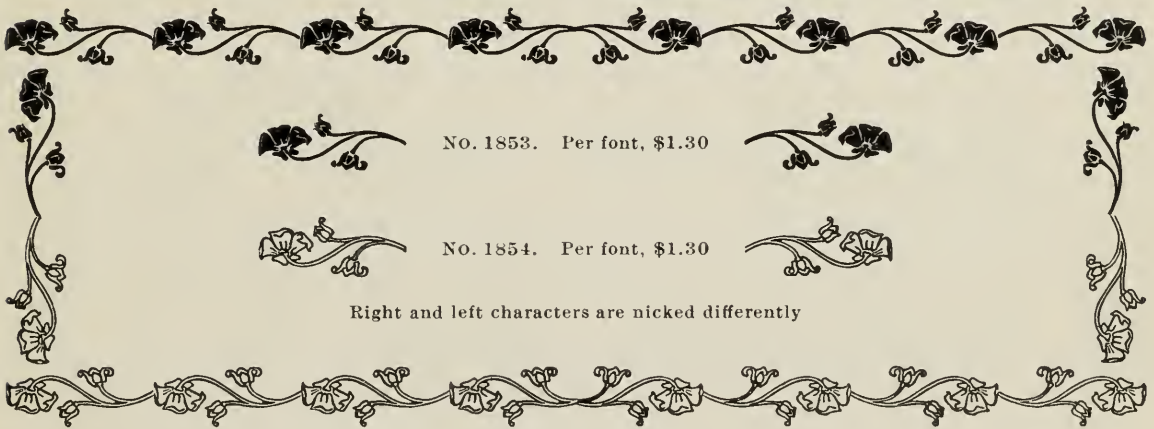 No. 1853. Per font, $1.30
No. 1854. Per font, $1.30
Right and left characters are nicked differently